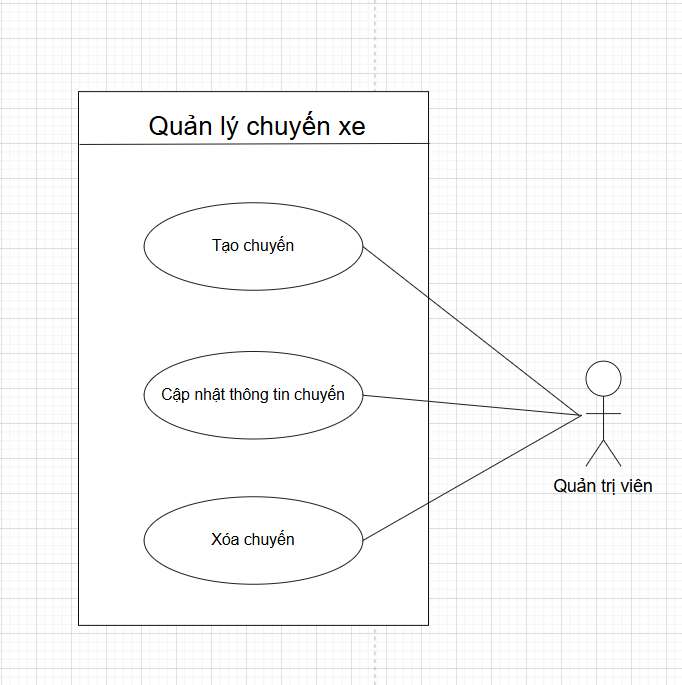 Quản lý chuyến xe
Tạo chuyến
Cập nhật thông tin chuyến
Xóa chuyến
Quản trị viên